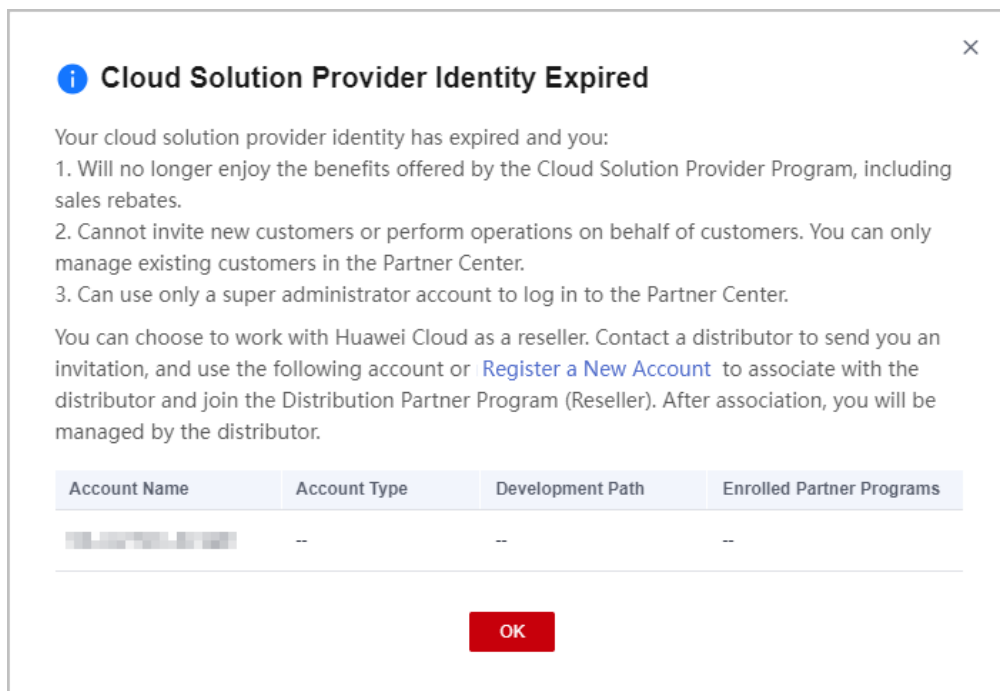 Cloud Solution Provider Identity Expired
Your cloud solution provider identity has expired and you:
1. Will no longer enjoy the benefits offered by the Cloud Solution Provider Program, including
sales rebates.
2. Cannot invite new customers or perform operations on behalf of customers. You can only
manage existing customers in the Partner Center.
3. Can use only a super administrator account to log in to the Partner Center.
You can choose to work with Huawei Cloud as a reseller. Contact a distributor to send you an
invitation, and use the following account or Register a New Account to associate with the
distributor and join the Distribution Partner Program (Reseller). After association, you will be
managed by the distributor.
Account Name Account Type Development Path Enrolled Partner Programs
-- -- --
OK